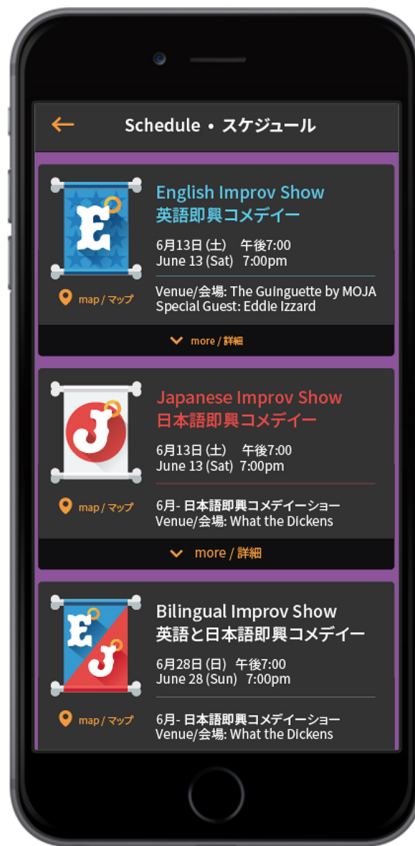 Schedule • スケジュール
E
English Improv Show
英語即興コメデイー
6月13日 (土) 午後7:00
June 13 (Sat) 7:00pm
map / マップ
Venue/会場: The Guinguette by MOJA
Special Guest: Eddie Izzard
more / 詳細
J
Japanese Improv Show
日本語即興コメデイー
6月13日 (土) 午後7:00
June 13 (Sat) 7:00pm
map / マップ
6月- 日本語即興コメデイーショー
Venue/会場: What the Dickens
more / 詳細
E
J
Bilingual Improv Show
英語と日本語即興コメデイー
6月28日 (日) 午後7:00
June 28 (Sun) 7:00pm
map / マップ
6月- 日本語即興コメデイーショー
Venue/会場: What the Dickens